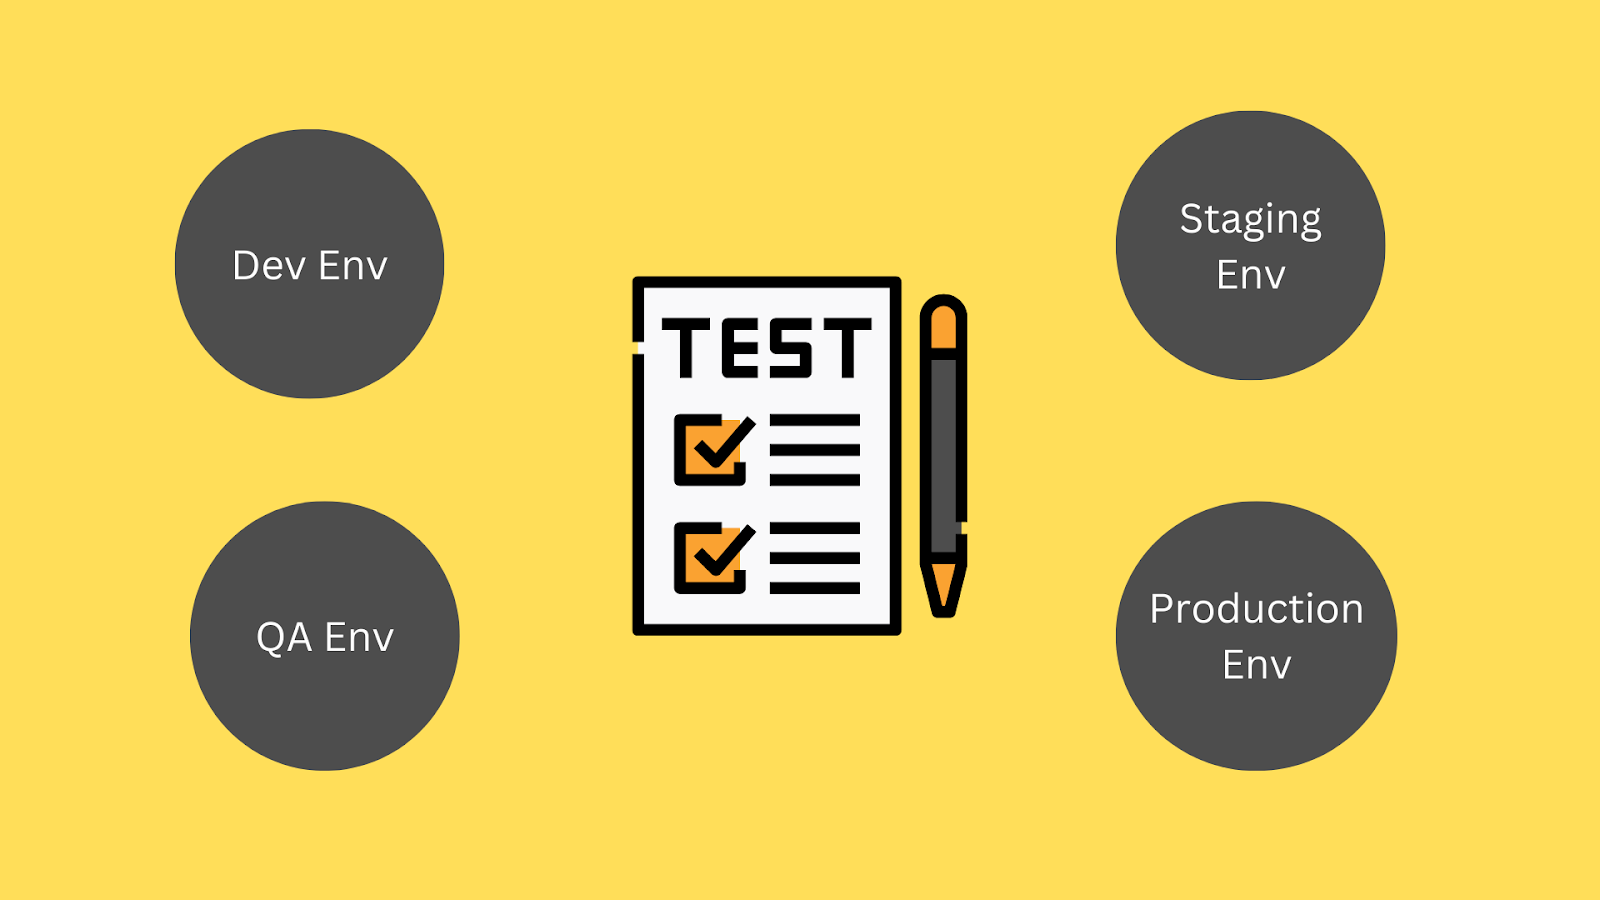 Dev Env
QA Env
TEST
Staging
Env
Production
Env